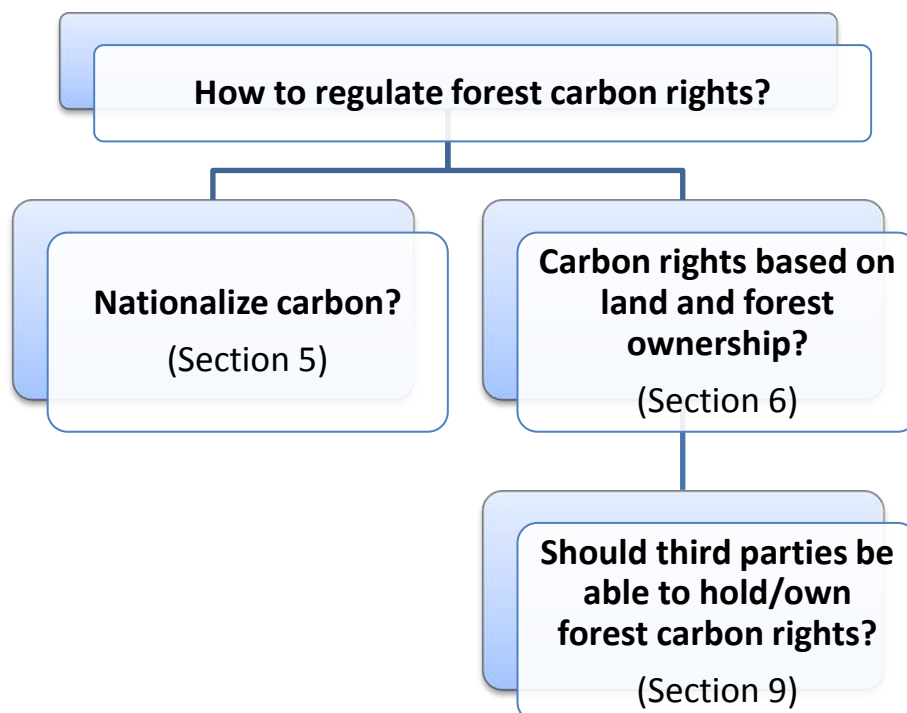 How to regulate forest carbon rights?
Nationalize carbon?
(Section 5)
Carbon rights based on
land and forest
ownership?
(Section 6)
Should third parties be
able to hold/own
forest carbon rights?
(Section 9)